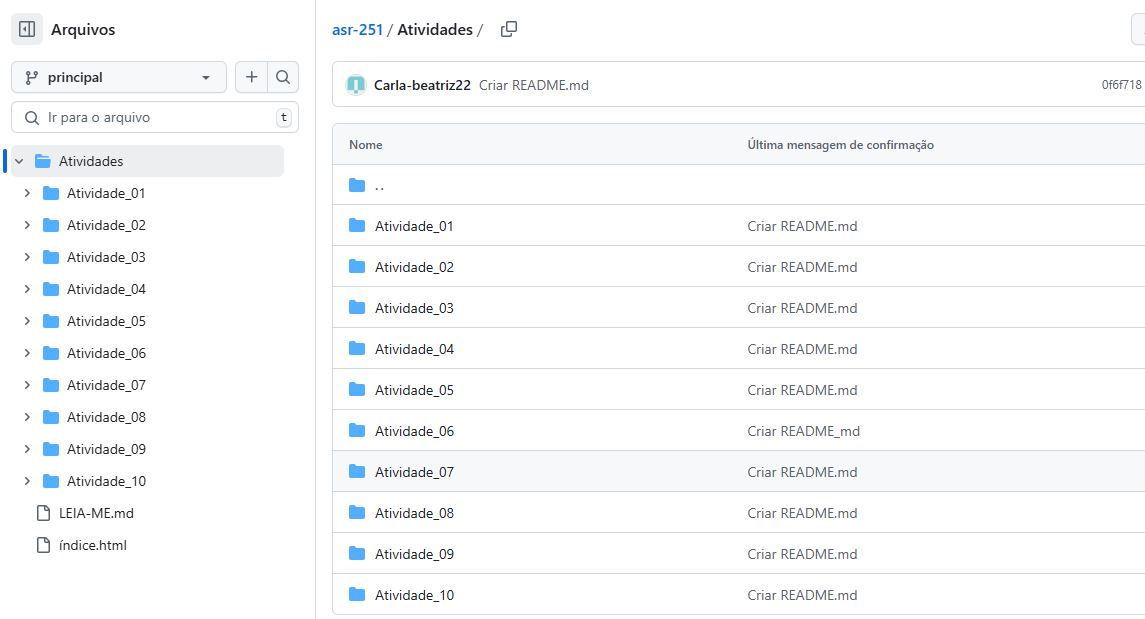 Arquivos
principal
Ir para o arquivo
t
Atividades
Atividade_01
Atividade_02
Atividade_03
Atividade_04
Atividade_05
Atividade_06
Atividade_07
Atividade_08
Atividade_09
Atividade_10
LEIA-ME.md
índice.html
asr-251 / Atividades /
Carla-beatriz22 Criar README.md 0f6f718
Nome Última mensagem de confirmação
..
Atividade_01 Criar README.md
Atividade_02 Criar README.md
Atividade_03 Criar README.md
Atividade_04 Criar README.md
Atividade_05 Criar README.md
Atividade_06 Criar README_md
Atividade_07 Criar README.md
Atividade_08 Criar README.md
Atividade_09 Criar README.md
Atividade_10 Criar README.md